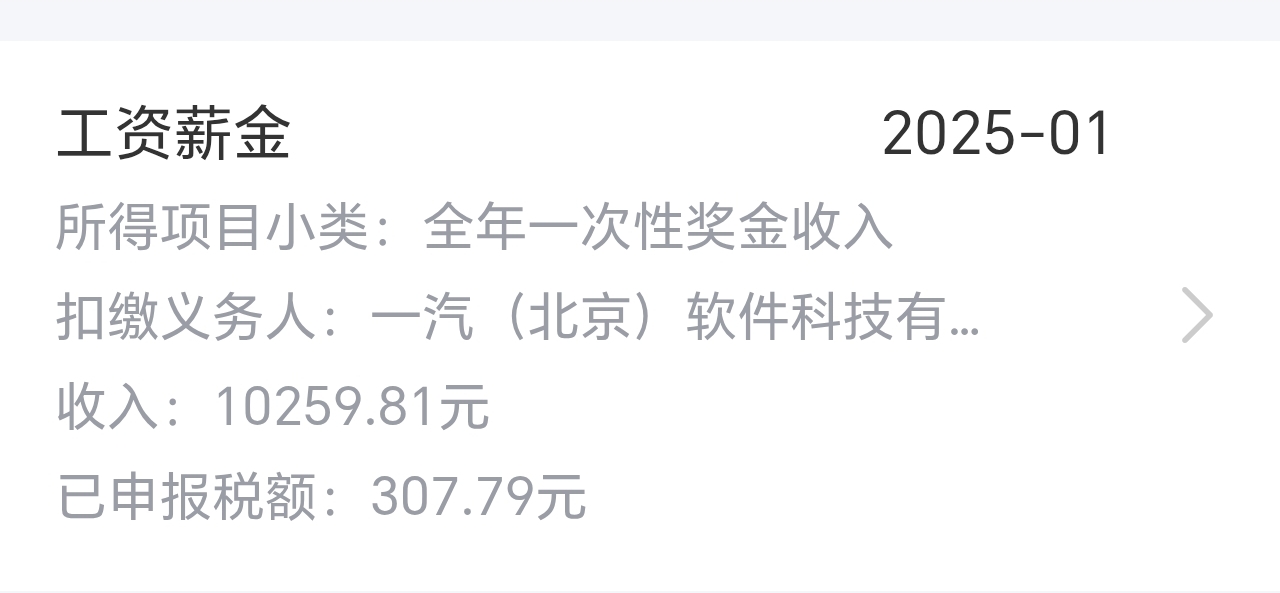 工资薪金 2025-01
所得项目小类：全年一次性奖金收入
扣缴义务人：一汽（北京）软件科技有...
收入：10259.81元
已申报税额：307.79元